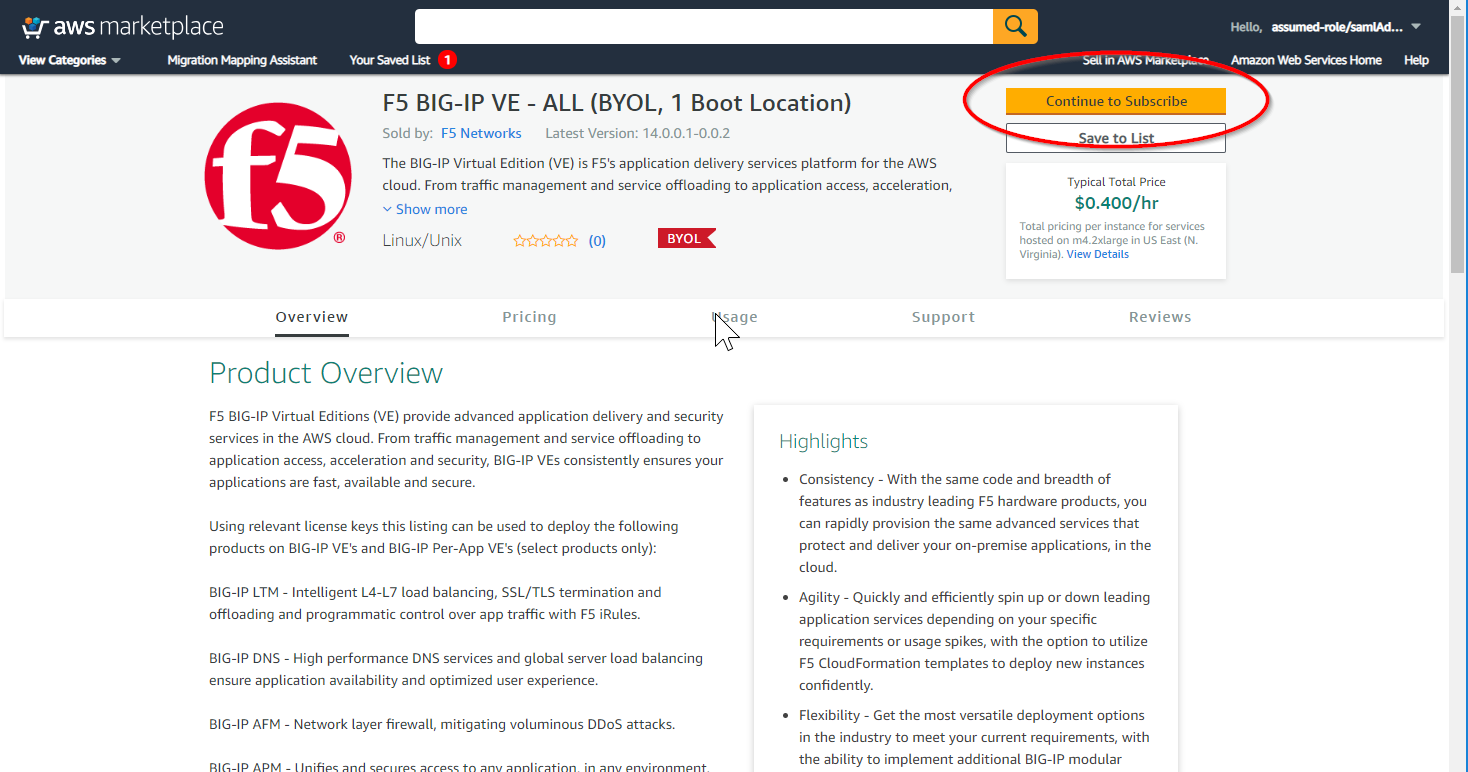 aws marketplace
Hello, assumed-role/samlAd...
View Categories
Migration Mapping Assistant
Your Saved List 1
Sell in AWS Marketplace
Amazon Web Services Home
Help
f5
®
F5 BIG-IP VE - ALL (BYOL, 1 Boot Location)
Sold by: F5 Networks Latest Version: 14.0.0.1-0.0.2
The BIG-IP Virtual Edition (VE) is F5's application delivery services platform for the AWS
cloud. From traffic management and service offloading to application access, acceleration,
Show more
Linux/Unix (0) BYOL
Continue to Subscribe
Save to List
Typical Total Price
$0.400/hr
Total pricing per instance for services
hosted on m4.2xlarge in US East (N.
Virginia). View Details
Overview Pricing Usage Support Reviews
Product Overview
F5 BIG-IP Virtual Editions (VE) provide advanced application delivery and security
services in the AWS cloud. From traffic management and service offloading to
application access, acceleration and security, BIG-IP VEs consistently ensures your
applications are fast, available and secure.
Using relevant license keys this listing can be used to deploy the following
products on BIG-IP VE's and BIG-IP Per-App VE's (select products only):
BIG-IP LTM - Intelligent L4-L7 load balancing, SSL/TLS termination and
offloading and programmatic control over app traffic with F5 iRules.
BIG-IP DNS - High performance DNS services and global server load balancing
ensure application availability and optimized user experience.
BIG-IP AFM - Network layer firewall, mitigating voluminous DDoS attacks.
BIG-IP APM - Unifies and secures access to any application, in any environment,
Highlights
• Consistency - With the same code and breadth of
features as industry leading F5 hardware products, you
can rapidly provision the same advanced services that
protect and deliver your on-premise applications, in the
cloud.
• Agility - Quickly and efficiently spin up or down leading
application services depending on your specific
requirements or usage spikes, with the option to utilize
F5 CloudFormation templates to deploy new instances
confidently.
• Flexibility - Get the most versatile deployment options
in the industry to meet your current requirements, with
the ability to implement additional BIG-IP modular